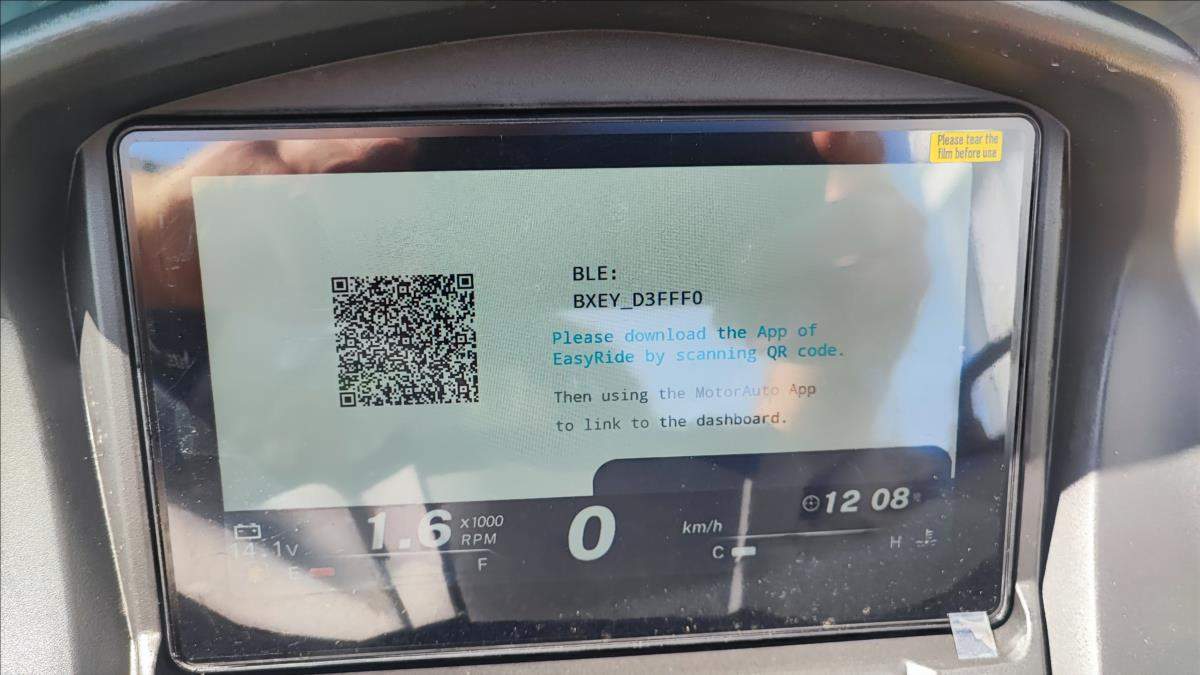 Please tear the
film before use
BLE:
BXEY_D3FFF0
Please download the App of
EasyRide by scanning QR code.
Then using the MotorAuto App
to link to the dashboard.
12 08
14.1v
1.6 X1000
RPM
0
km/h
E
F
C
H